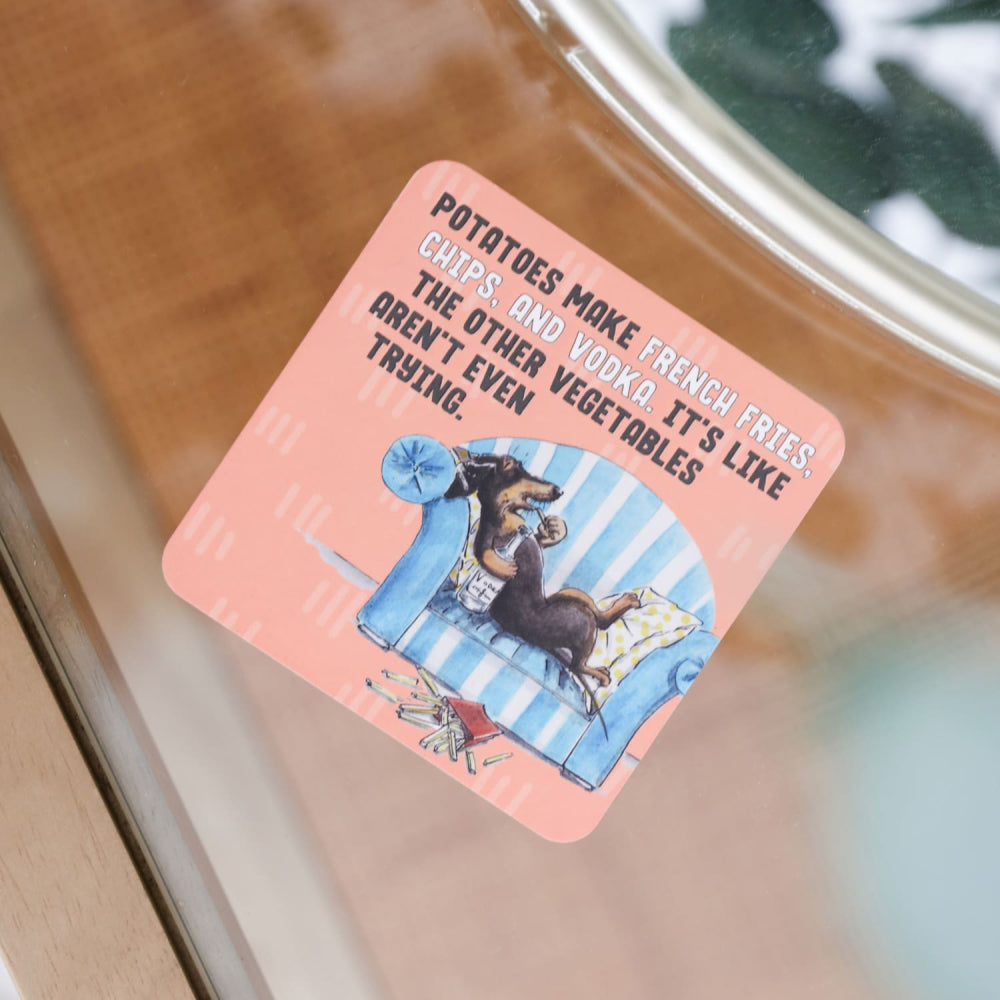 POTATOES MAKE FRENCH FRIES,
CHIPS, AND VODKA. IT'S LIKE
THE OTHER VEGETABLES
AREN'T EVEN
TRYING.